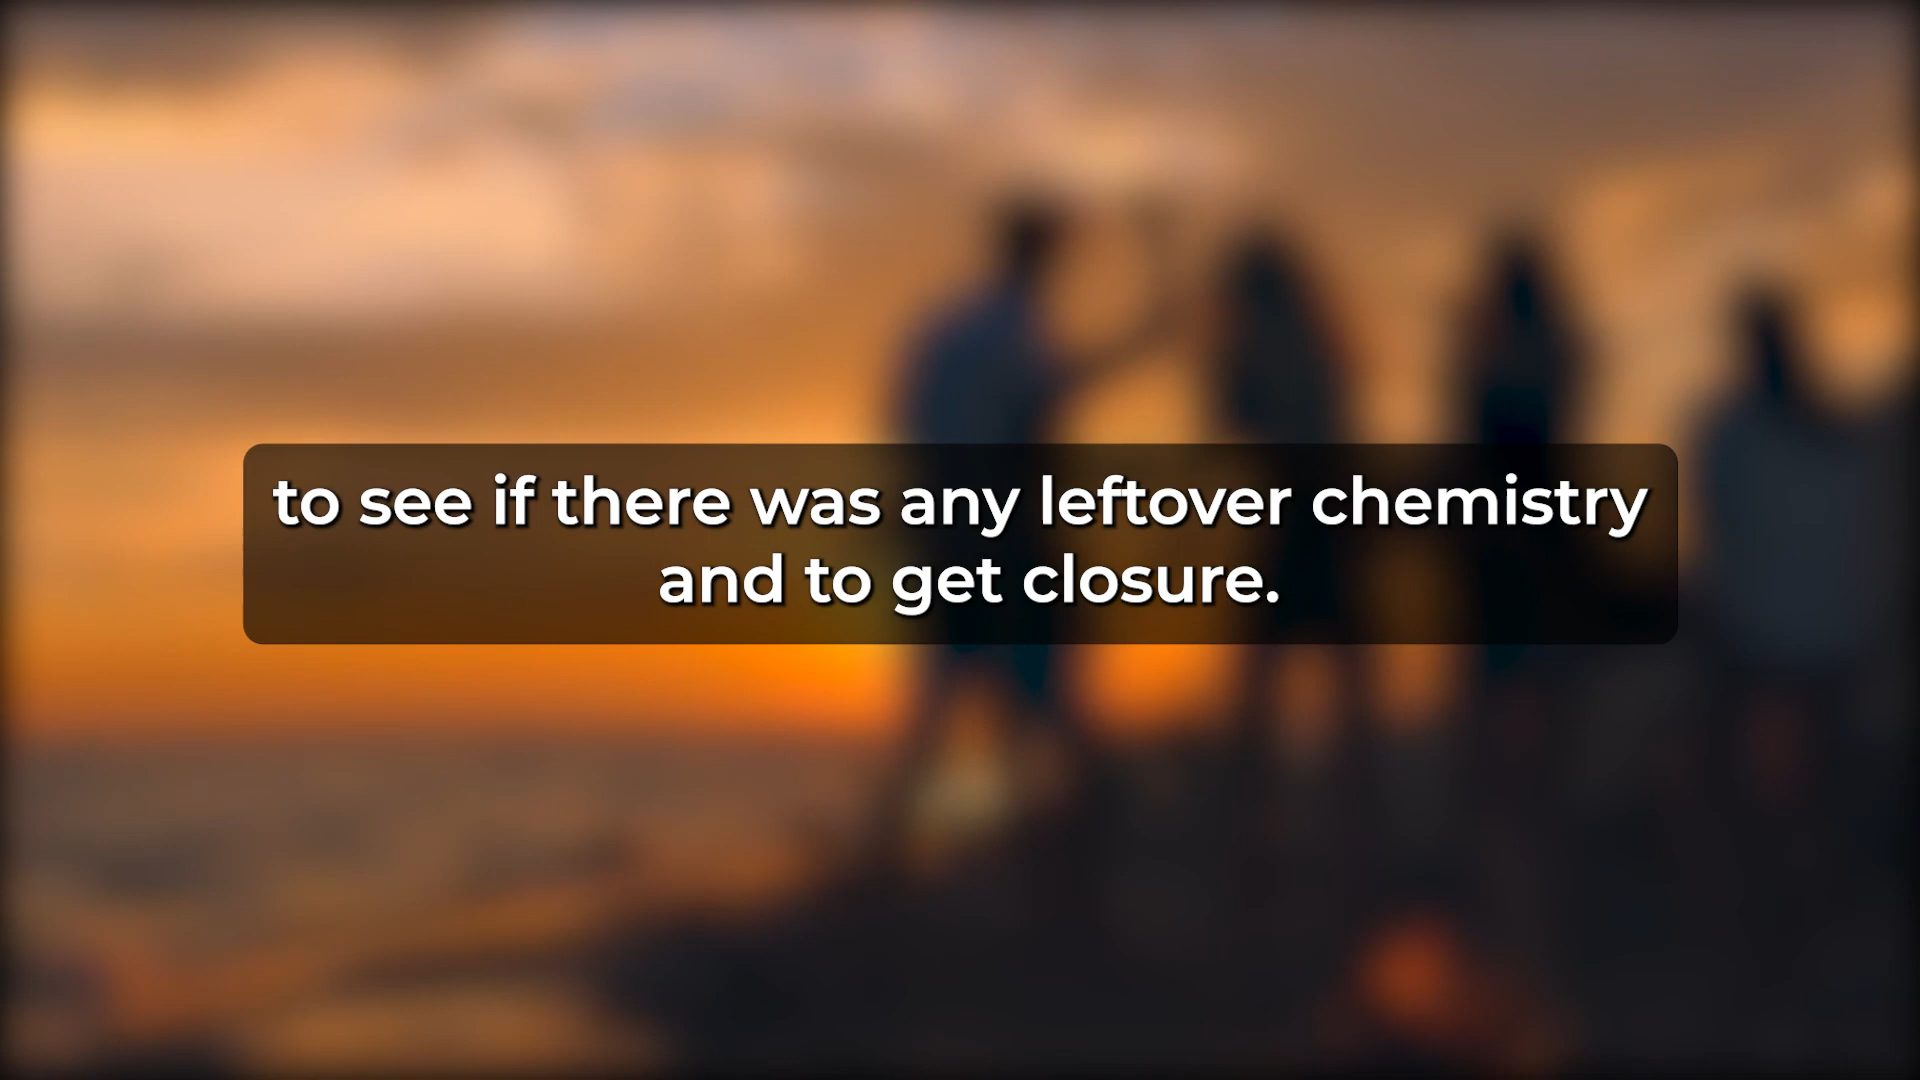 to see if there was any leftover chemistry
and to get closure.